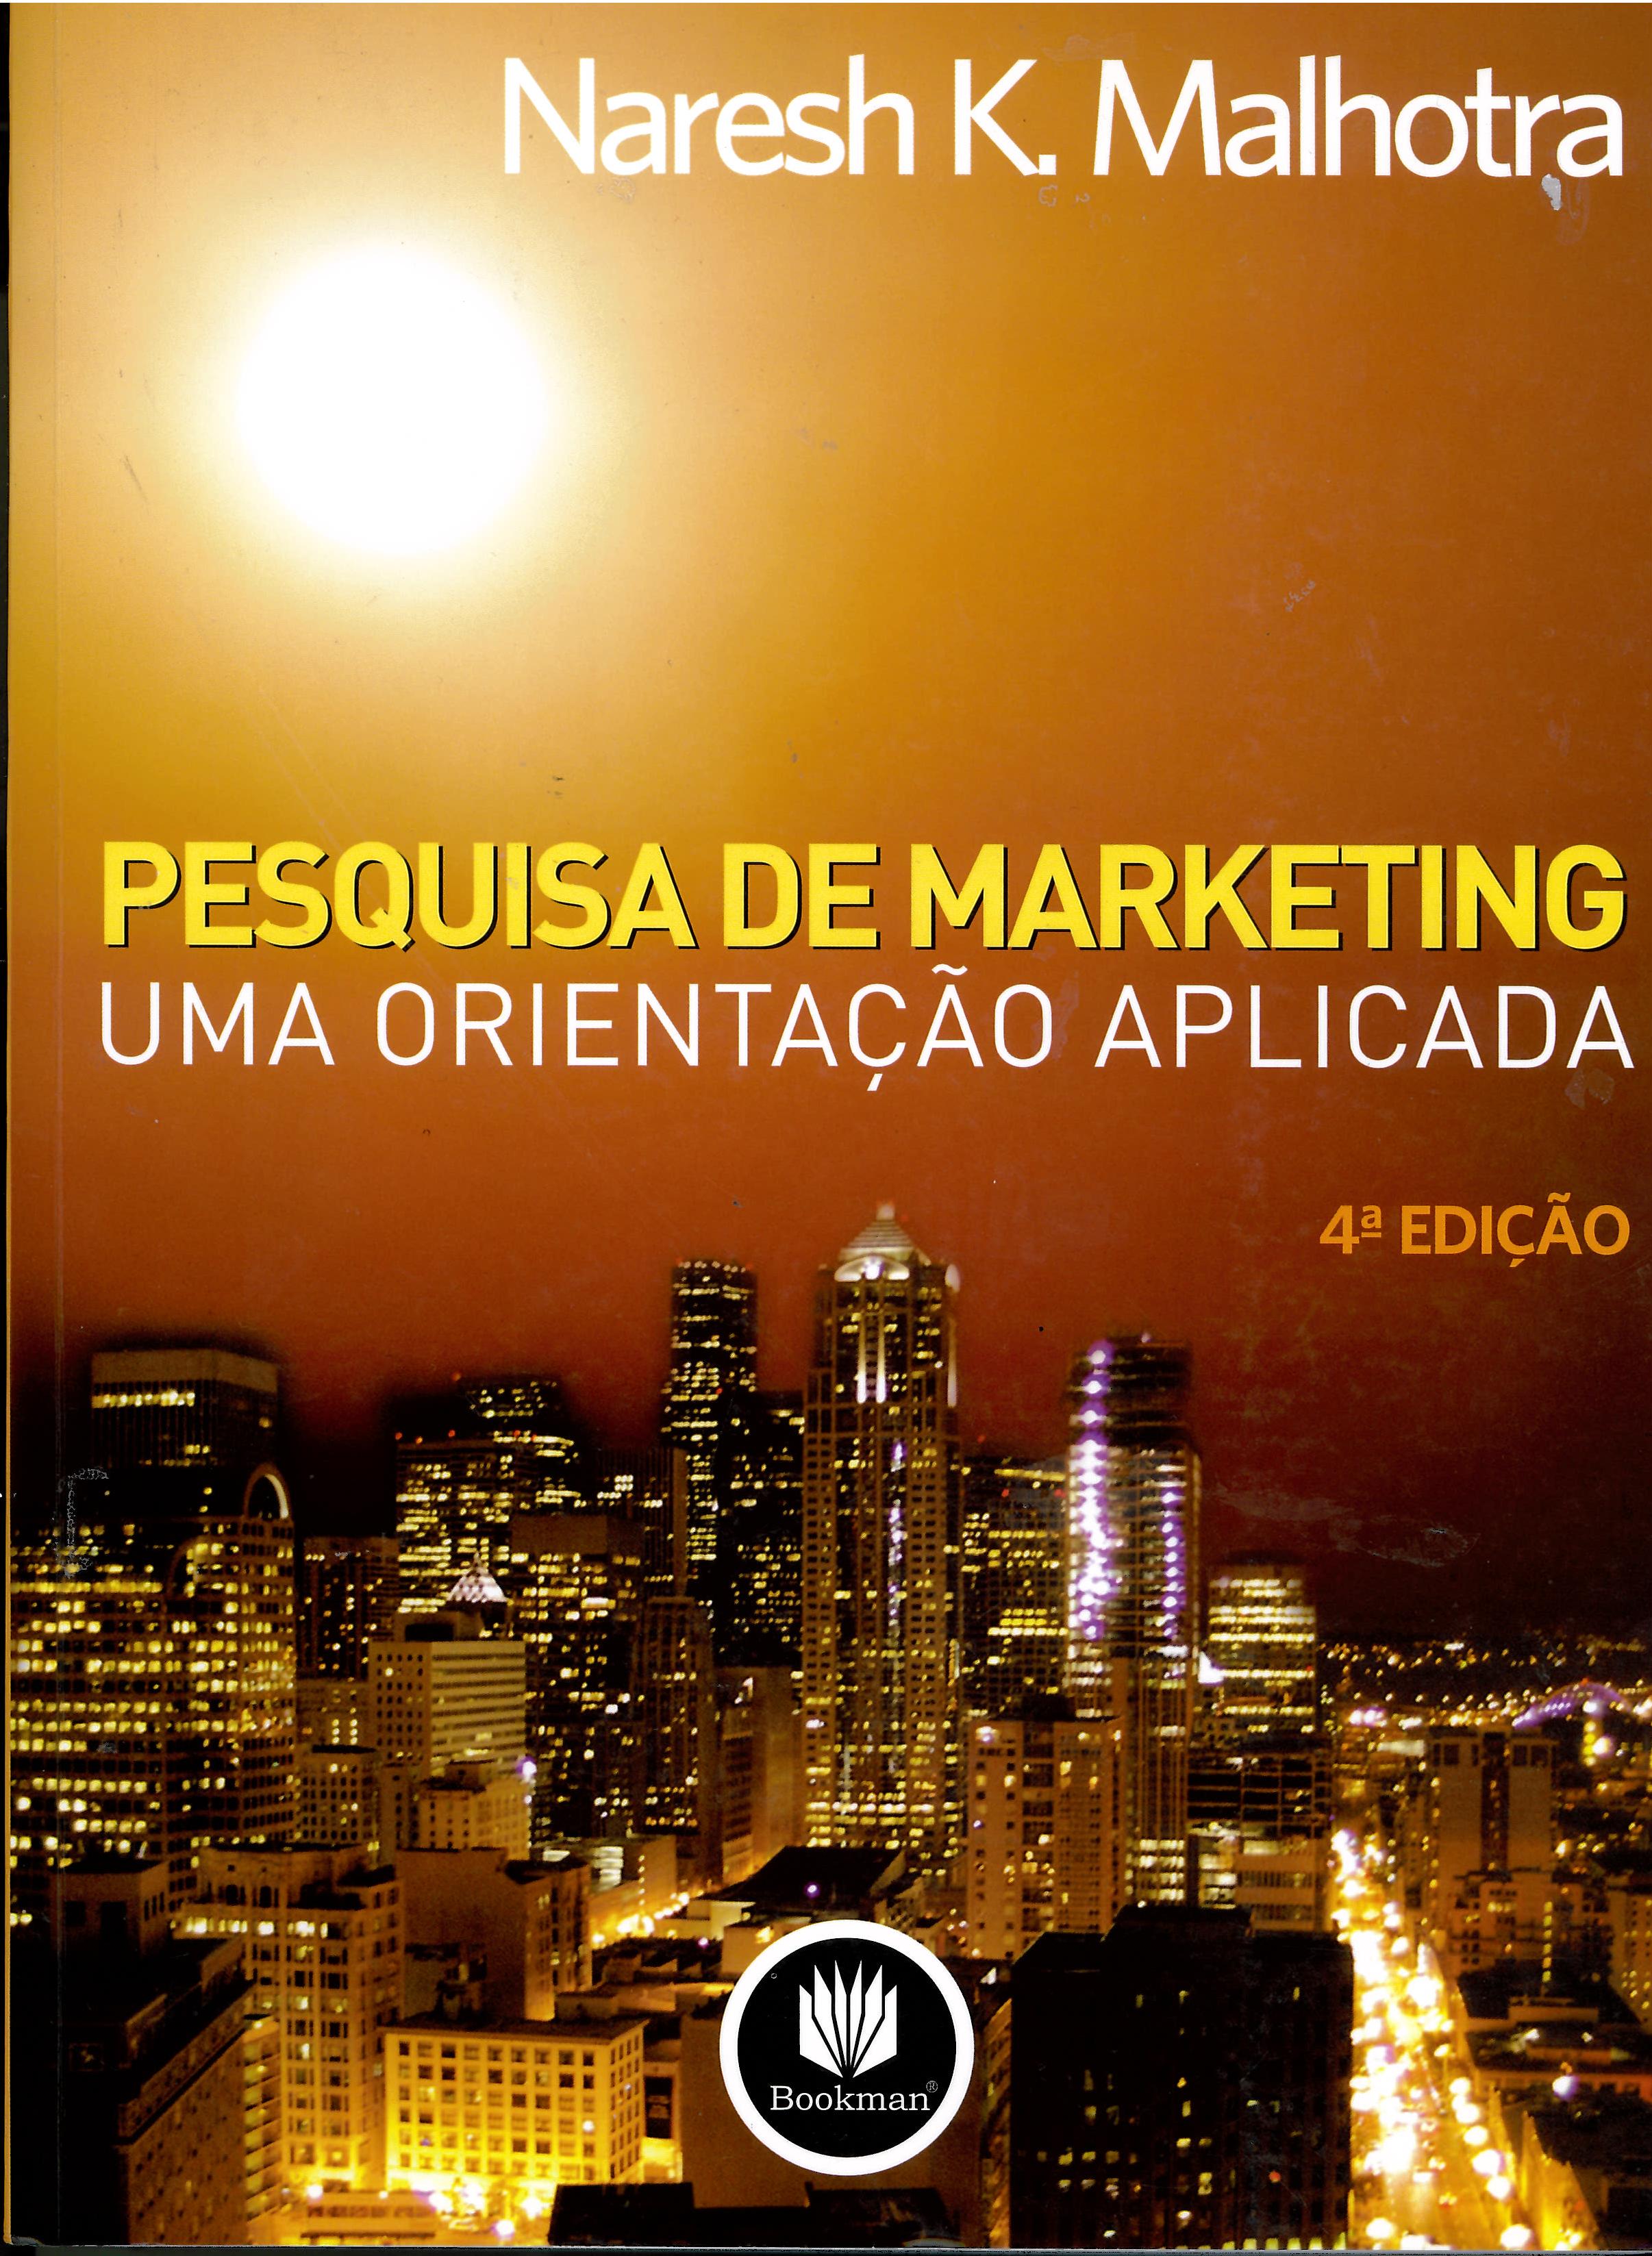 Naresh K. Malhotra
PESQUISA DE MARKETING
UMA ORIENTAÇÃO APLICADA
4ª EDIÇÃO
Bookman®